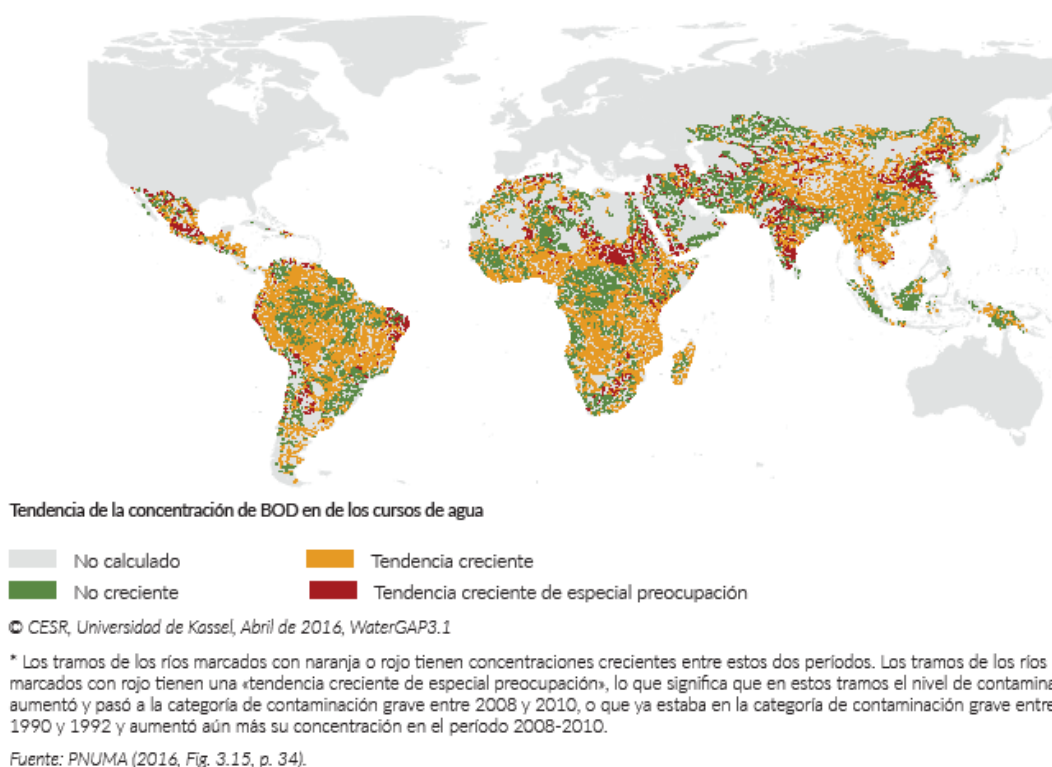 Tendencia de la concentración de BOD en de los cursos de agua
No calculado
Tendencia creciente
No creciente
Tendencia creciente de especial preocupación
© CESR, Universidad de Kassel, Abril de 2016, WaterGAP3.1
* Los tramos de los ríos marcados con naranja o rojo tienen concentraciones crecientes entre estos dos períodos. Los tramos de los ríos
marcados con rojo tienen una «tendencia creciente de especial preocupación», lo que significa que en estos tramos el nivel de contamina
aumentó y pasó a la categoría de contaminación grave entre 2008 y 2010, o que ya estaba en la categoría de contaminación grave entre
1990 y 1992 y aumentó aún más su concentración en el período 2008-2010.
Fuente: PNUMA (2016, Fig. 3.15, p. 34).